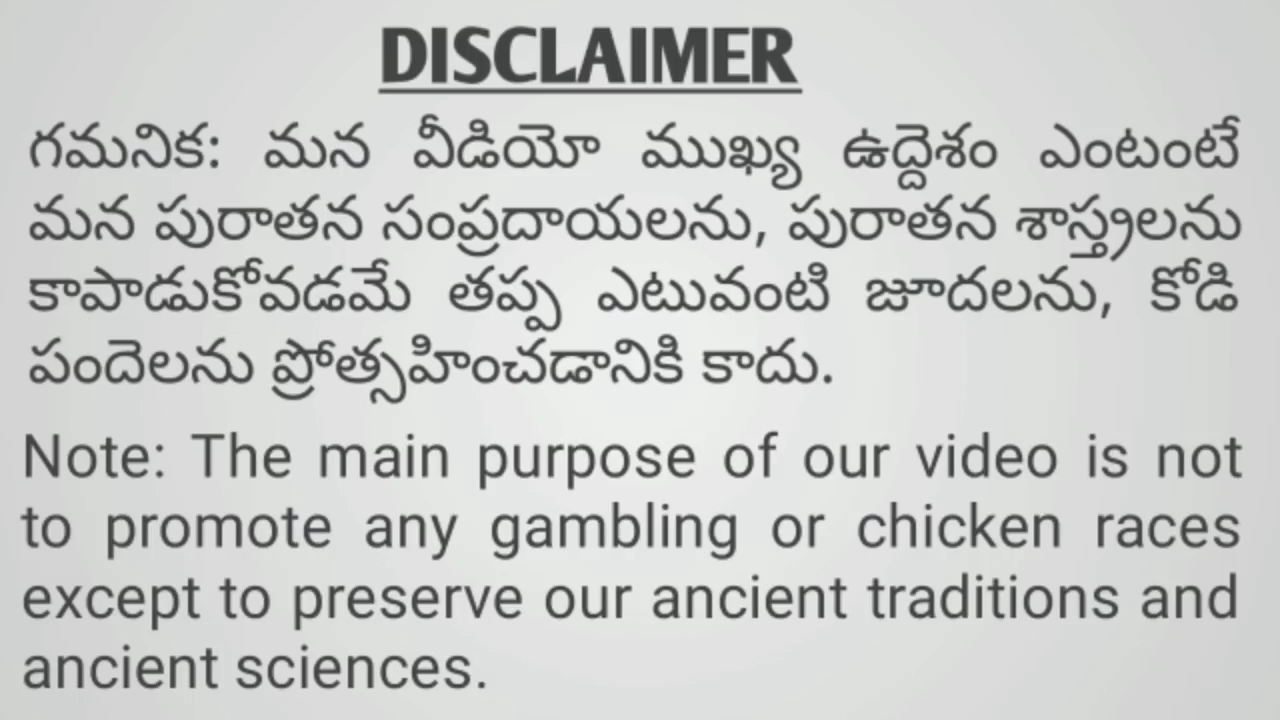 DISCLAIMER
గమనిక: మన వీడియో ముఖ్య ఉద్దెశం ఎంటంటే
మన పురాతన సంప్రదాయలను, పురాతన శాస్త్రలను
కాపాడుకోవడమే తప్ప ఎటువంటి జూదలను, కోడి
పందెలను ప్రోత్సహించడానికి కాదు.
Note: The main purpose of our video is not
to promote any gambling or chicken races
except to preserve our ancient traditions and
ancient sciences.